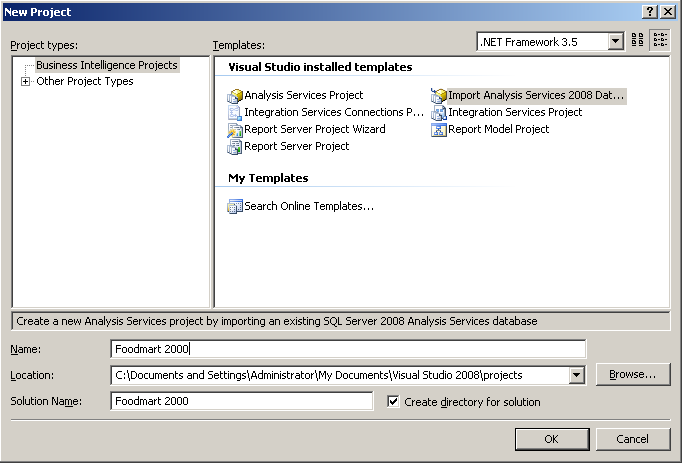 New Project
Project types:
Templates:
.NET Framework 3.5
Business Intelligence Projects
Other Project Types
Visual Studio installed templates
Analysis Services Project
Import Analysis Services 2008 Dat...
Integration Services Connections P...
Integration Services Project
Report Server Project Wizard
Report Model Project
Report Server Project
My Templates
Search Online Templates...
Create a new Analysis Services project by importing an existing SQL Server 2008 Analysis Services database
Name:
Foodmart 2000
Location:
C:\Documents and Settings\Administrator\My Documents\Visual Studio 2008\projects
Browse...
Solution Name:
Foodmart 2000
Create directory for solution
OK
Cancel